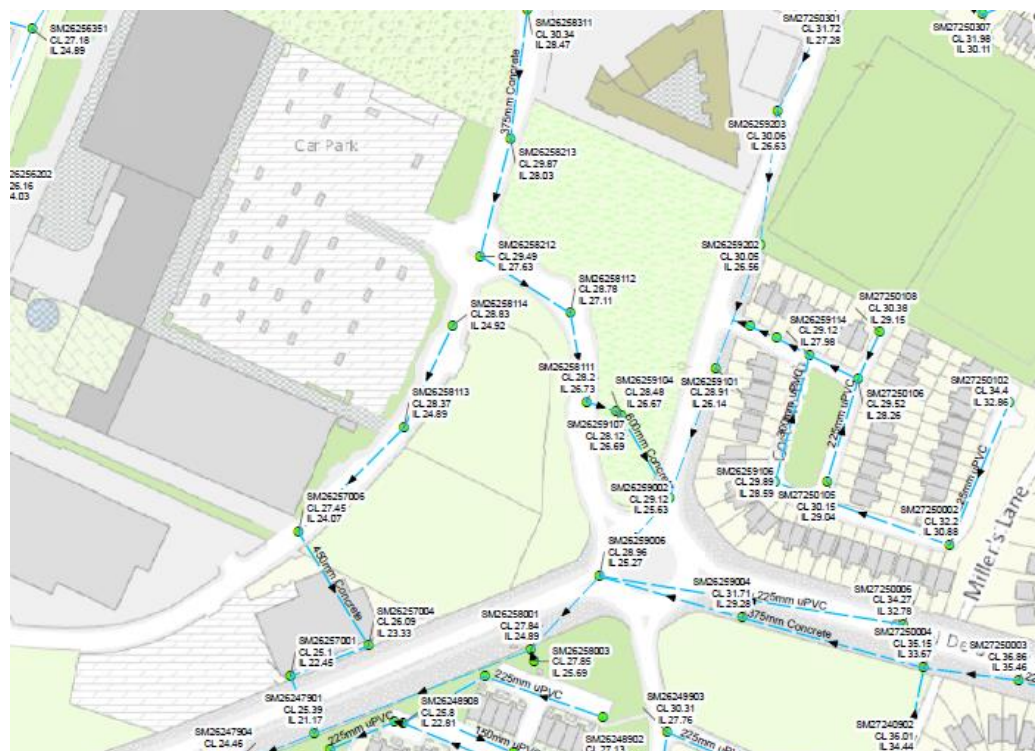 SM26256351
CL 27.18
IL 24.89
SM26258311
CL 30.34
IL 28.47
SM27250301
CL 31.72
IL 27.28
SM27250307
CL 31.98
IL 30.11
375mm Concrete
SM26259203
CL 30.06
IL 26.63
Car Park
SM26258213
CL 29.87
IL 28.03
SM26256202
26.16
4.03
SM26258212
CL 29.49
IL 27.63
SM26259202
CL 30.05
IL 26.56
SM26258112
CL 28.78
IL 27.11
SM26258114
CL 28.83
IL 24.92
SM27250108
CL 30.38
IL 29.15
SM26259114
CL 29.12
IL 27.98
SM26258111
CL 28.2
IL 26.73
SM26259104
CL 28.48
IL 26.67
SM26259101
CL 28.91
IL 26.14
SM27250106
CL 29.52
IL 28.26
SM27250102
CL 34.4
IL 32.86
SM26258113
CL 28.37
IL 24.89
SM26259107
CL 28.12
IL 26.69
600mm Concrete
300mm uPVC
225mm uPVC
SM26259106
CL 29.89
IL 28.59
SM27250105
CL 30.15
IL 29.04
SM27250002
CL 32.2
IL 30.88
25mm uPVC
Miller's Lane
SM26257006
CL 27.45
IL 24.07
SM26259002
CL 29.12
IL 25.63
450mm Concrete
SM26259006
CL 28.96
IL 25.27
SM26259004
CL 31.71
IL 29.28
225mm uPVC
375mm Concrete
SM27250006
CL 34.27
IL 32.78
SM26257004
CL 26.09
IL 23.33
SM26258001
CL 27.84
IL 24.89
SM27250004
CL 35.15
IL 33.67
SM27250003
CL 36.86
IL 35.46
SM26257001
CL 25.1
IL 22.45
SM26258003
CL 27.85
IL 25.69
225mm uPVC
SM26247901
CL 25.39
IL 21.17
SM26248908
CL 25.8
IL 22.81
SM26249903
CL 30.31
IL 27.76
SM27240902
CL 36.01
IL 34.44
SM26247904
CL 24.46
225mm uPVC
150mm uPVC
SM26248902
CL 27.13
225mm uPVC